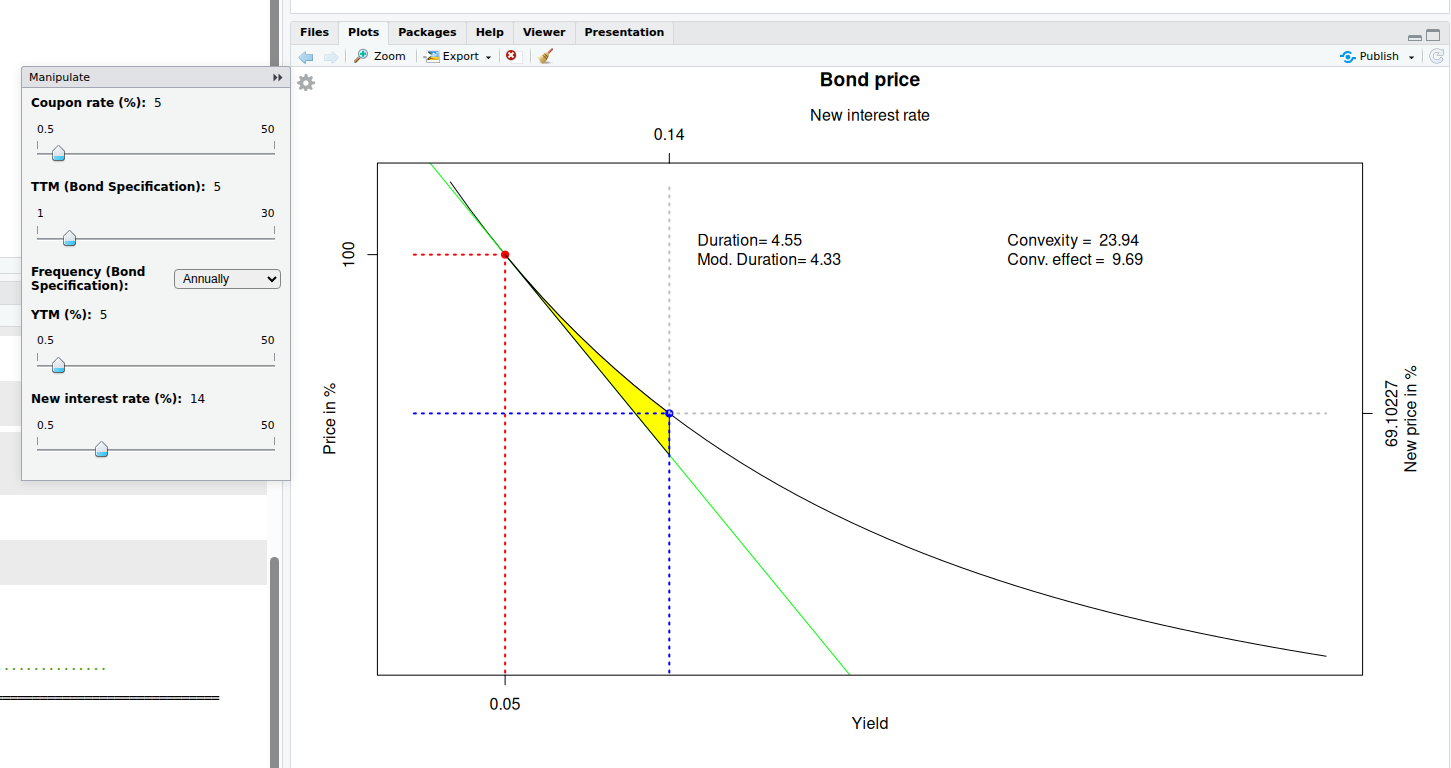 Files Plots Packages Help Viewer Presentation
Zoom Export Publish
Manipulate
Coupon rate (%): 5
0.5 50
TTM (Bond Specification): 5
1 30
Frequency (Bond
Specification):
Annually
YTM (%): 5
0.5 50
New interest rate (%): 14
0.5 50
Bond price
New interest rate
0.14
100
Price in %
Duration= 4.55
Mod. Duration= 4.33
Convexity = 23.94
Conv. effect = 9.69
69.10227
New price in %
0.05
Yield